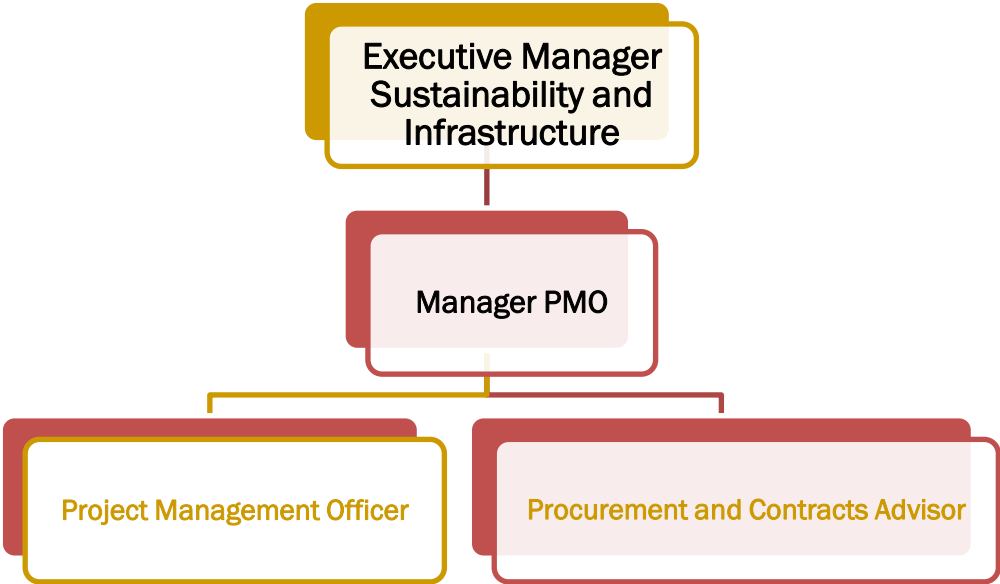 Executive Manager
Sustainability and
Infrastructure
Manager PMO
Project Management Officer
Procurement and Contracts Advisor